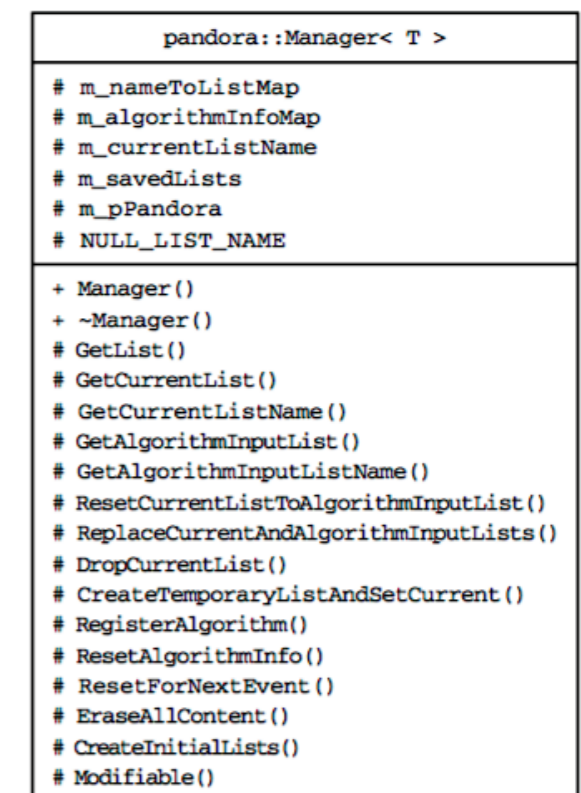 pandora::Manager< T >
# m_nameToListMap
# m_algorithmInfoMap
# m_currentListName
# m_savedLists
# m_pPandora
# NULL_LIST_NAME
+ Manager()
+ ~Manager()
# GetList()
# GetCurrentList()
# GetCurrentListName()
# GetAlgorithmInputList()
# GetAlgorithmInputListName()
# ResetCurrentListToAlgorithmInputList()
# ReplaceCurrentAndAlgorithmInputLists()
# DropCurrentList()
# CreateTemporaryListAndSetCurrent()
# RegisterAlgorithm()
# ResetAlgorithmInfo()
# ResetForNextEvent()
# EraseAllContent()
# CreateInitialLists()
# Modifiable()